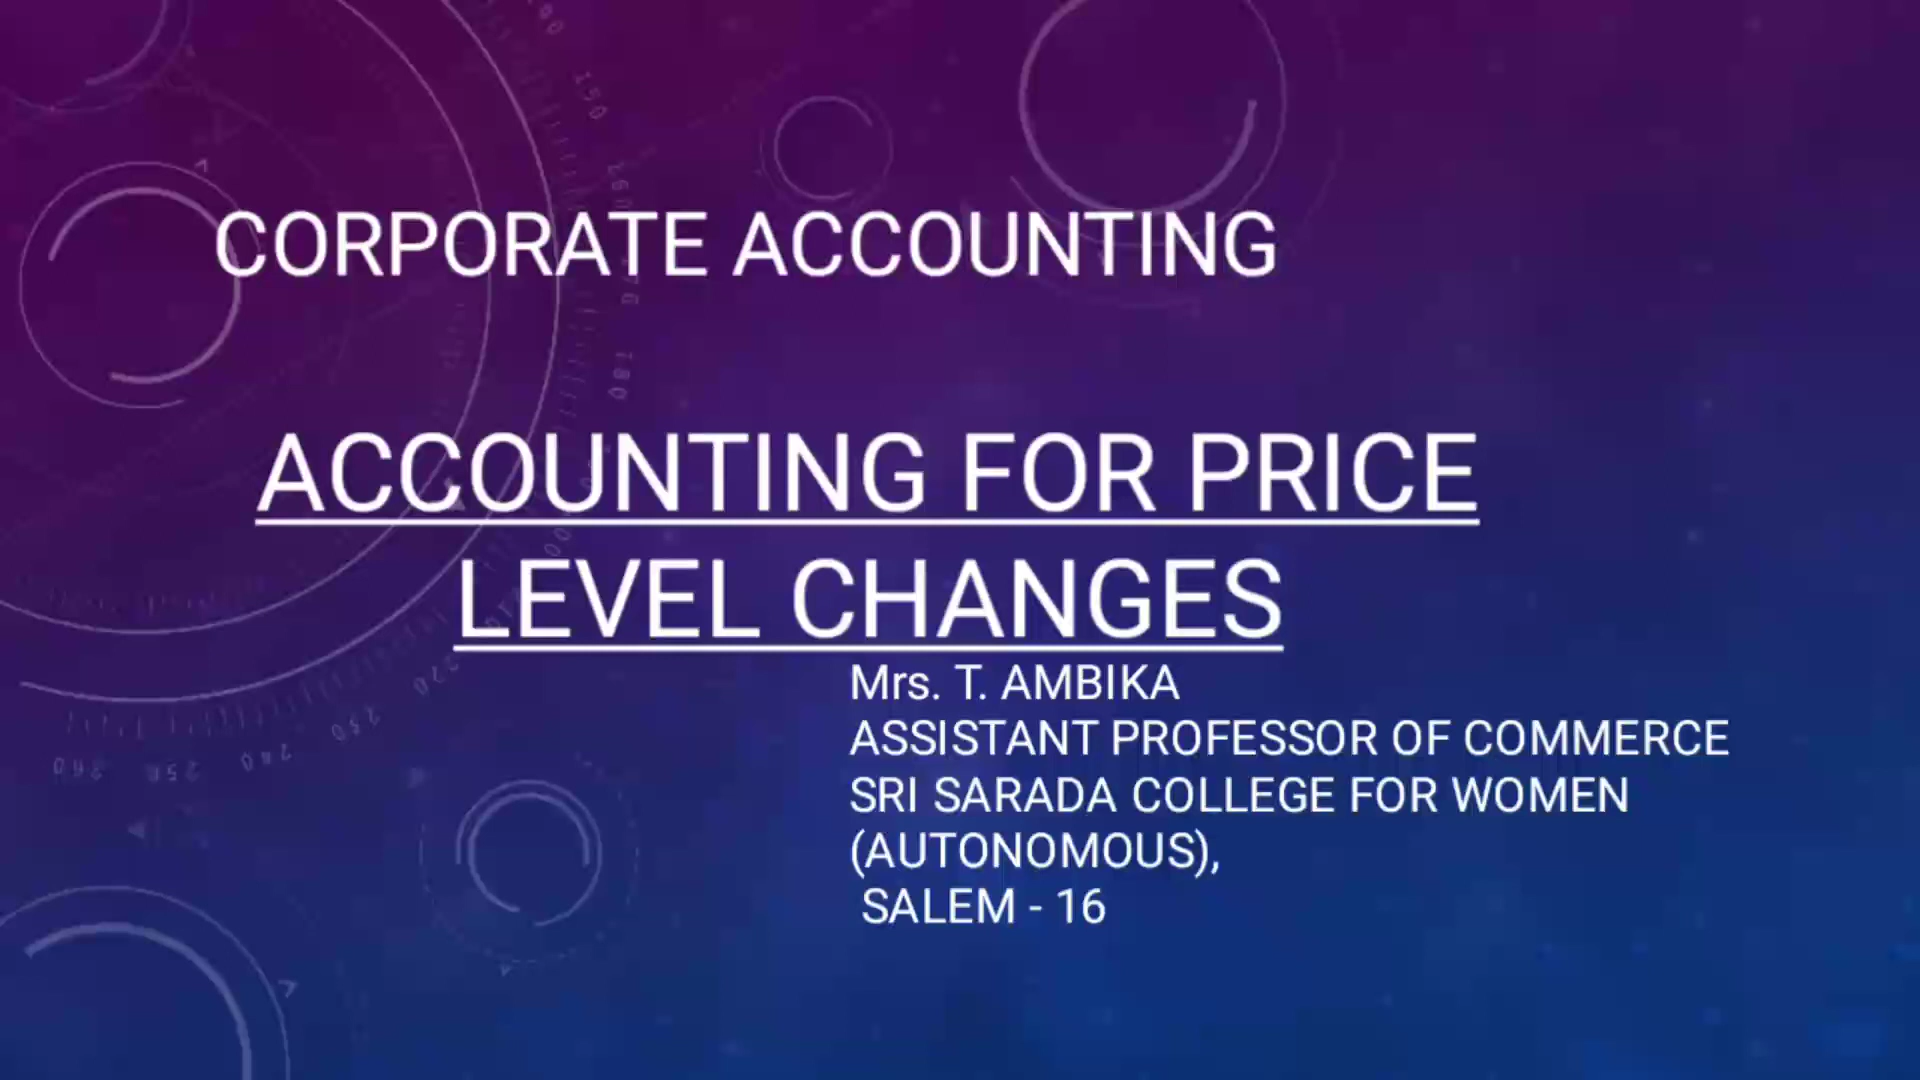 CORPORATE ACCOUNTING
ACCOUNTING FOR PRICE
LEVEL CHANGES
Mrs. T. AMBIKA
ASSISTANT PROFESSOR OF COMMERCE
SRI SARADA COLLEGE FOR WOMEN
(AUTONOMOUS),
SALEM - 16